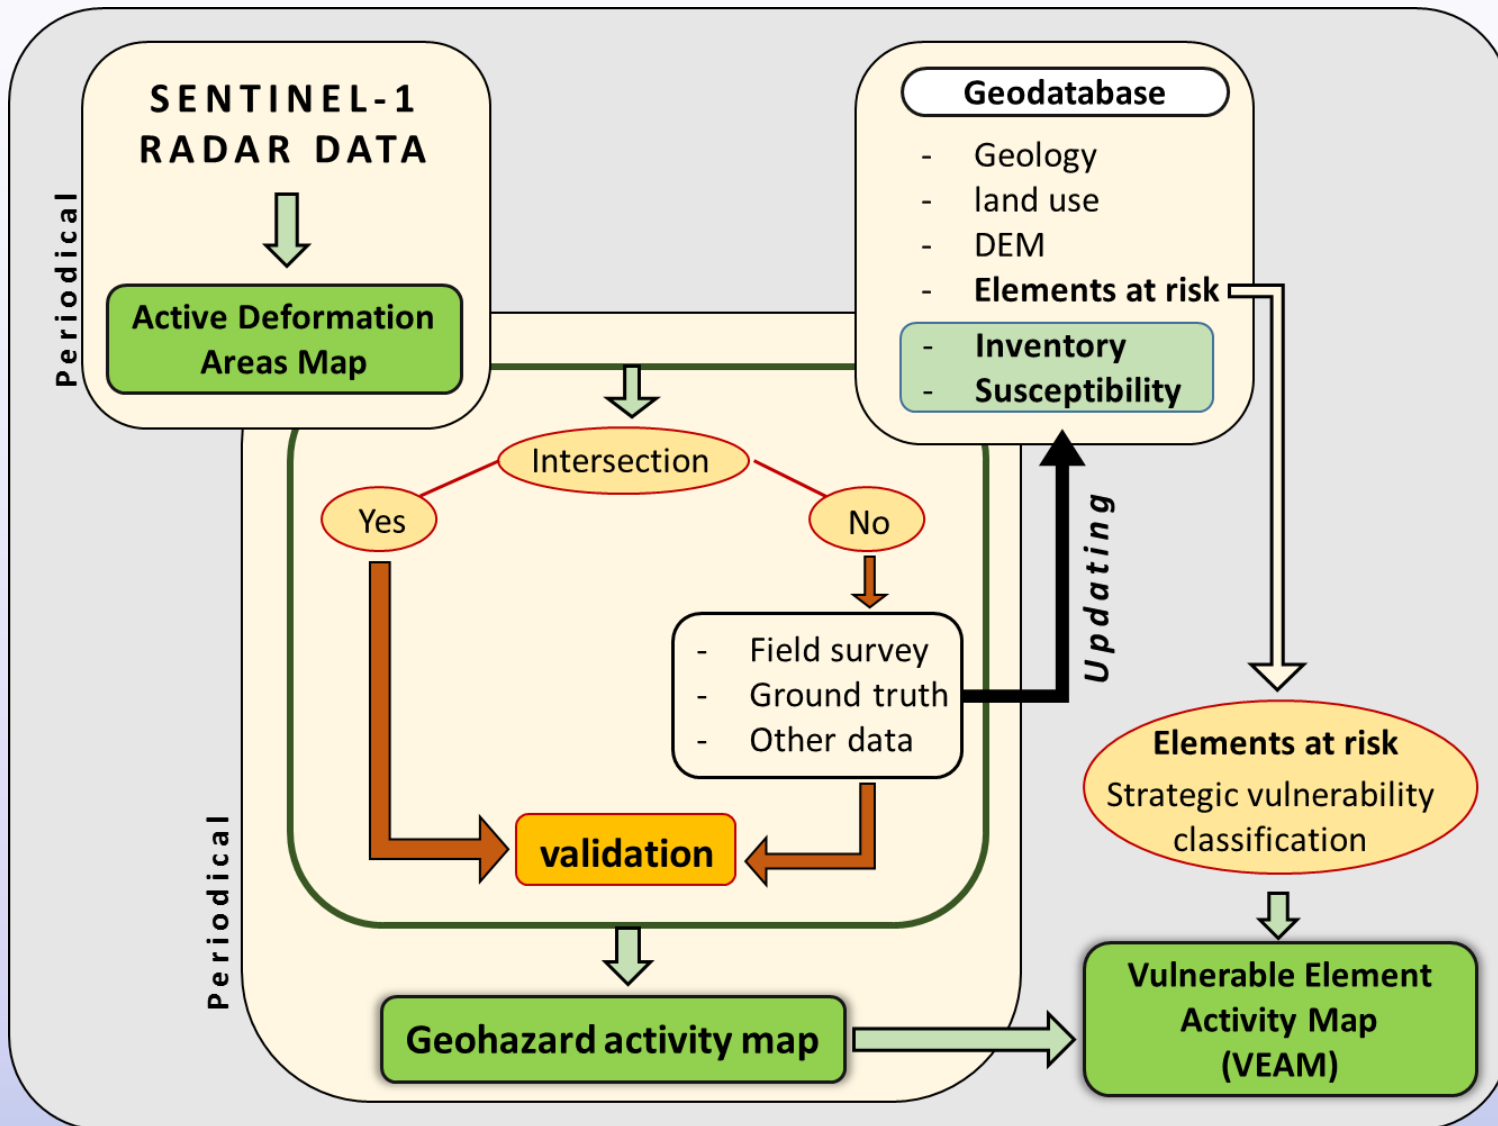 SENTINEL-1
RADAR DATA
Periodical
Active Deformation
Areas Map
Geodatabase
- Geology
- land use
- DEM
- Elements at risk
- Inventory
- Susceptibility
Intersection
Yes
No
- Field survey
- Ground truth
- Other data
Updating
validation
Periodical
Elements at risk
Strategic vulnerability
classification
Geohazard activity map
Vulnerable Element
Activity Map
(VEAM)